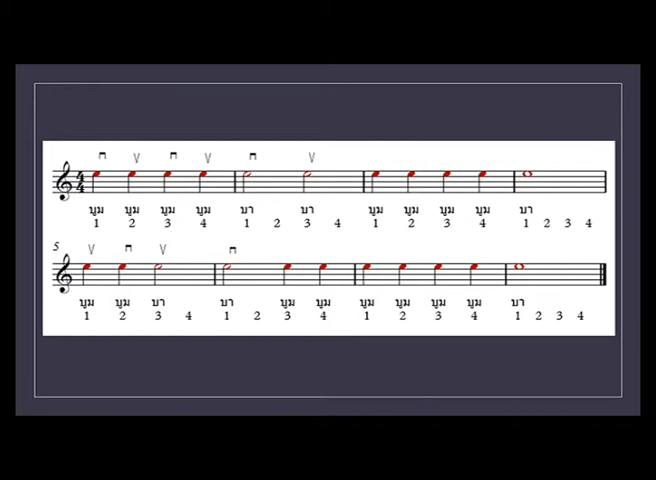 บูม บูม บูม บูม บา บา บูม บูม บูม บูม บา
1 2 3 4 1 2 3 4 1 2 3 4 1 2 3 4
5
บูม บูม บา บา บูม บูม บูม บูม บูม บูม บา
1 2 3 4 1 2 3 4 1 2 3 4 1 2 3 4